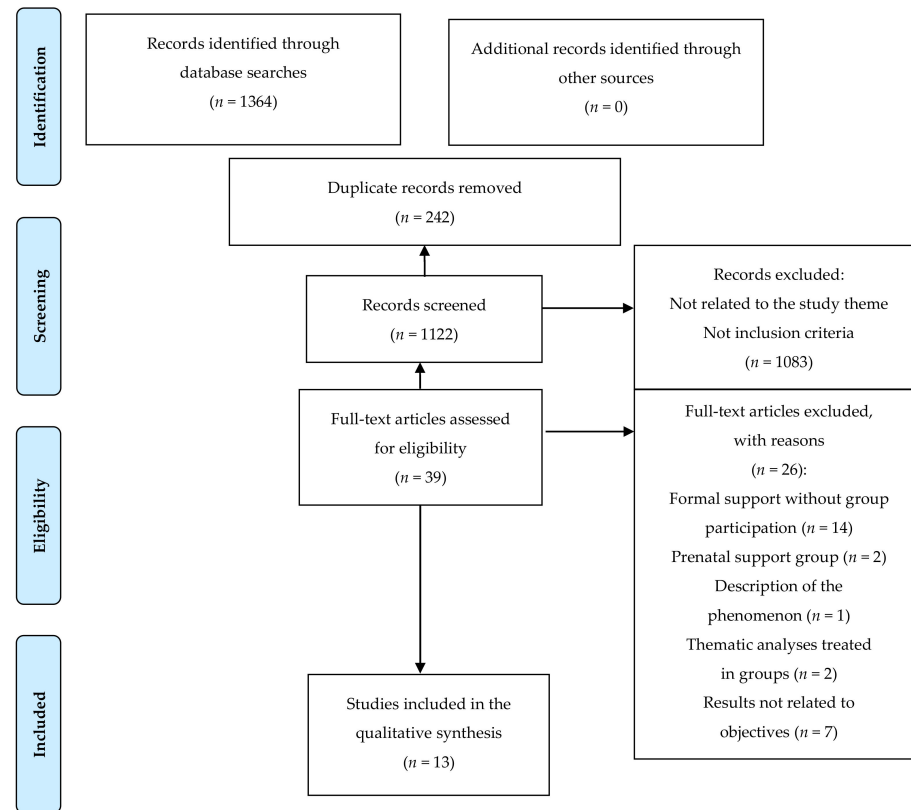 Identification
Records identified through
database searches
(n = 1364)
Additional records identified through
other sources
(n = 0)
Duplicate records removed
(n = 242)
Screening
Records screened
(n = 1122)
Records excluded:
Not related to the study theme
Not inclusion criteria
(n = 1083)
Eligibility
Full-text articles assessed
for eligibility
(n = 39)
Full-text articles excluded,
with reasons
(n = 26):
Formal support without group
participation (n = 14)
Prenatal support group (n = 2)
Description of the
phenomenon (n = 1)
Thematic analyses treated
in groups (n = 2)
Results not related to
objectives (n = 7)
Included
Studies included in the
qualitative synthesis
(n = 13)